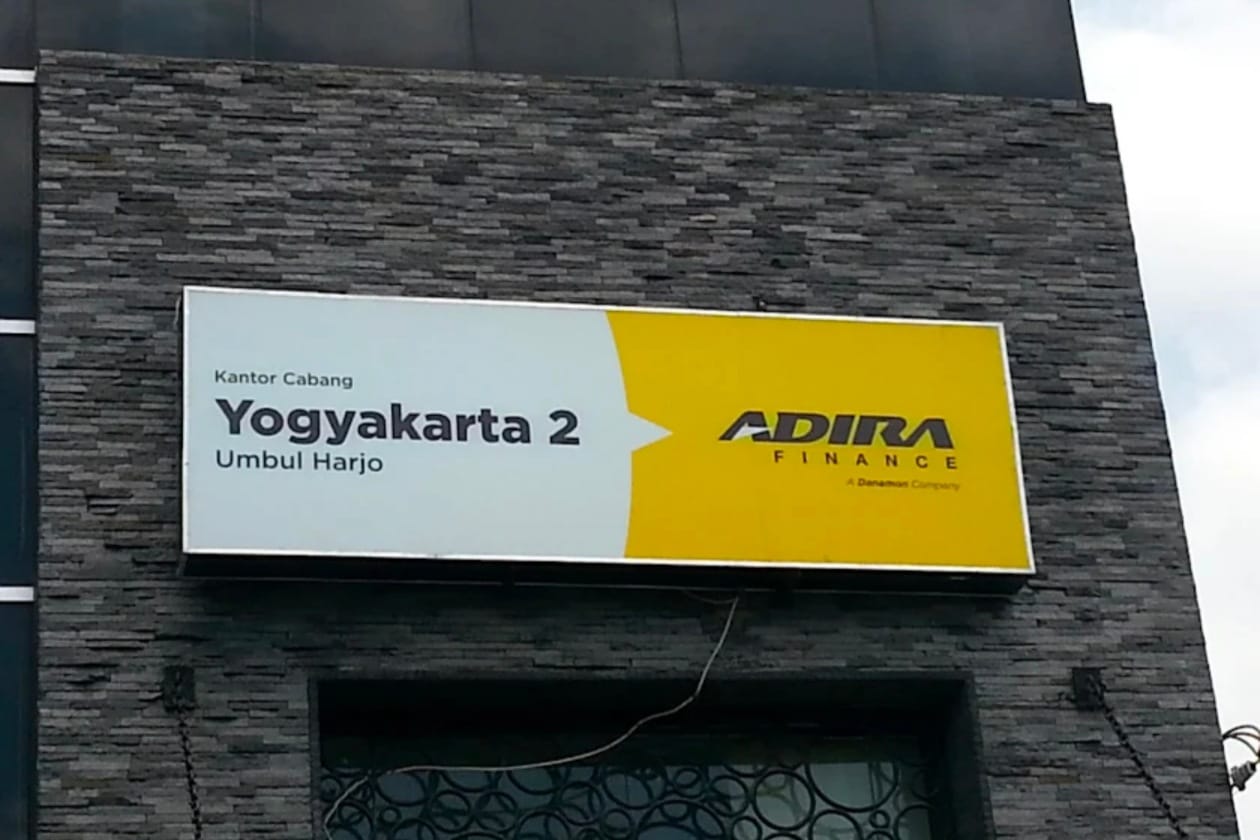 Kantor Cabang
Yogyakarta 2
Umbul Harjo
ADIRA
FINANCE
A Danamon Company